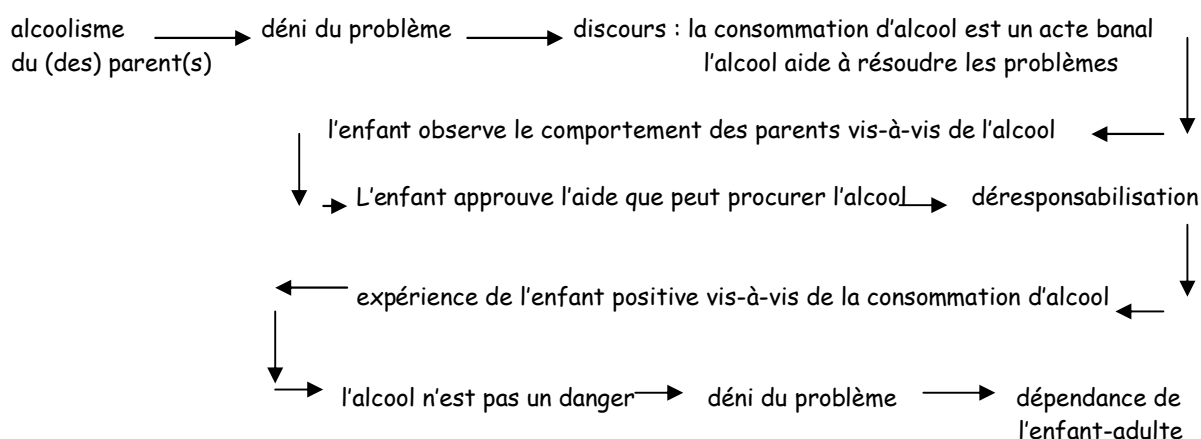 alcoolisme déni du problème discours : la consommation d’alcool est un acte banal
du (des) parent(s) l’alcool aide à résoudre les problèmes
l’enfant observe le comportement des parents vis-à-vis de l’alcool
L’enfant approuve l’aide que peut procurer l’alcool déresponsabilisation
expérience de l’enfant positive vis-à-vis de la consommation d’alcool
l’alcool n’est pas un danger déni du problème dépendance de
l’enfant-adulte